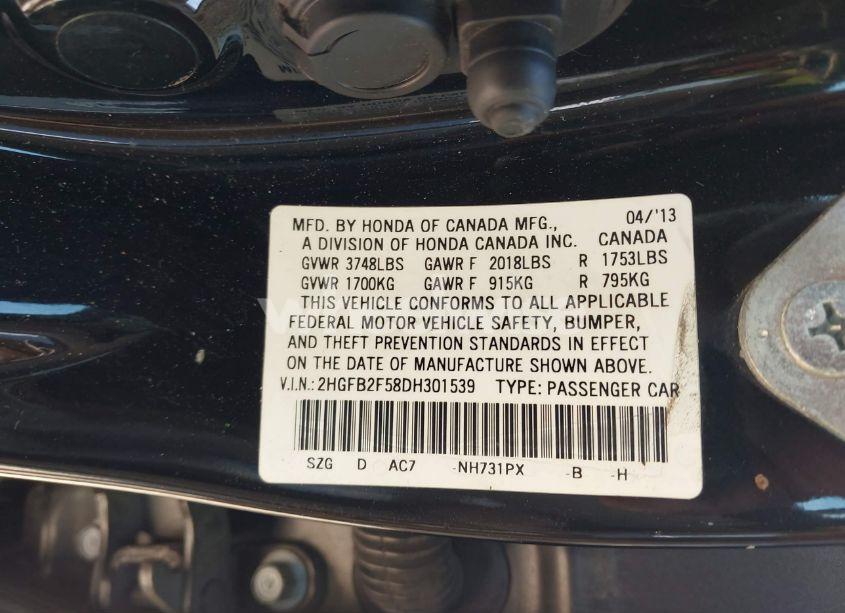 MFD. BY HONDA OF CANADA MFG., 04/'13
A DIVISION OF HONDA CANADA INC. CANADA
GVWR 3748LBS GAWR F 2018LBS R 1753LBS
GVWR 1700KG GAWR F 915KG R 795KG
THIS VEHICLE CONFORMS TO ALL APPLICABLE
FEDERAL MOTOR VEHICLE SAFETY, BUMPER,
AND THEFT PREVENTION STANDARDS IN EFFECT
ON THE DATE OF MANUFACTURE SHOWN ABOVE.
V.I.N.: 2HGFB2F58DH301539 TYPE: PASSENGER CAR
SZG D AC7 -NH731PX -B -H